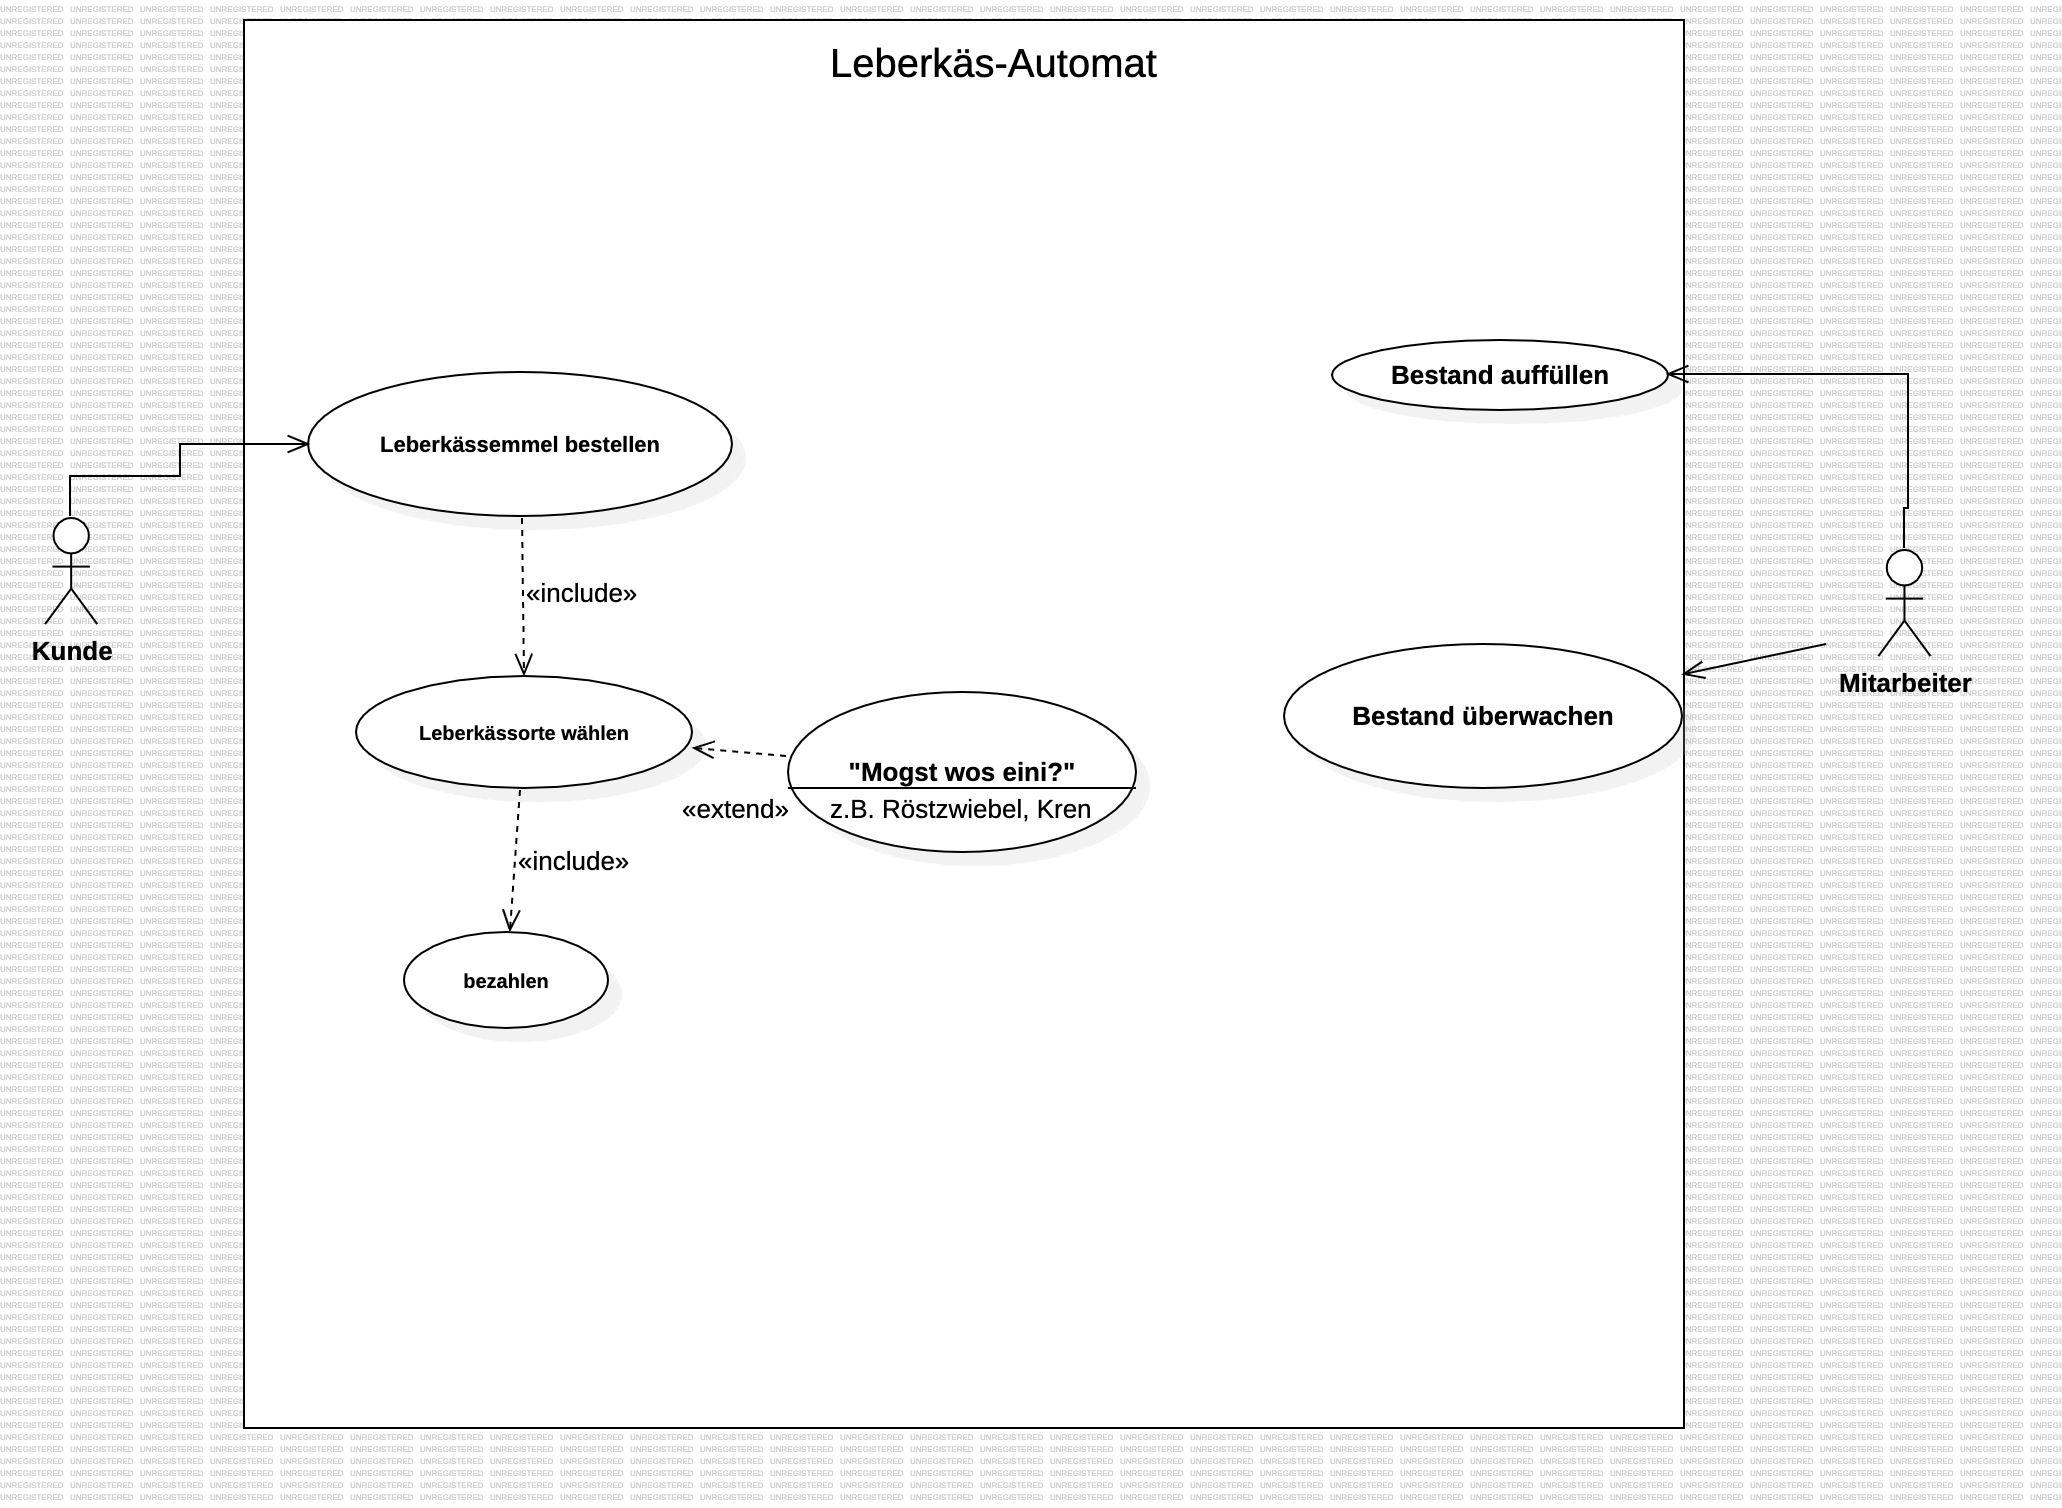 Leberkäs-Automat
Bestand auffüllen
Leberkässemmel bestellen
«include»
Kunde
Mitarbeiter
Bestand überwachen
Leberkässorte wählen
"Mogst wos eini?"
«extend»
z.B. Röstzwiebel, Kren
«include»
bezahlen
UNREGISTERED